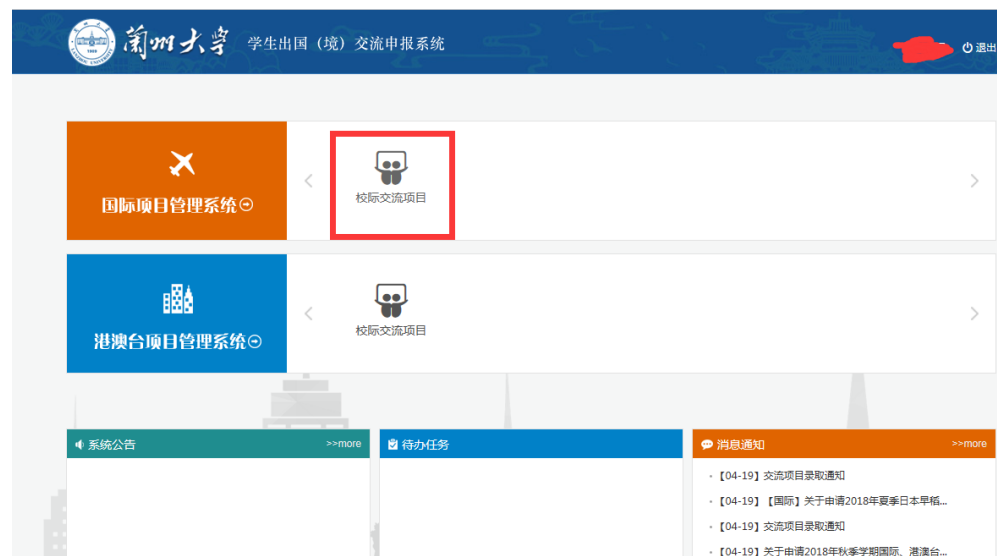 兰州大学 学生出国（境）交流申报系统
退出
国际项目管理系统
校际交流项目
港澳台项目管理系统
校际交流项目
系统公告 >>more
待办任务
消息通知 >>more
【04-19】交流项目录取通知
【04-19】【国际】关于申请2018年夏季日本早稻...
【04-19】交流项目录取通知
【04-19】关于申请2018年秋季学期国际、港澳台...